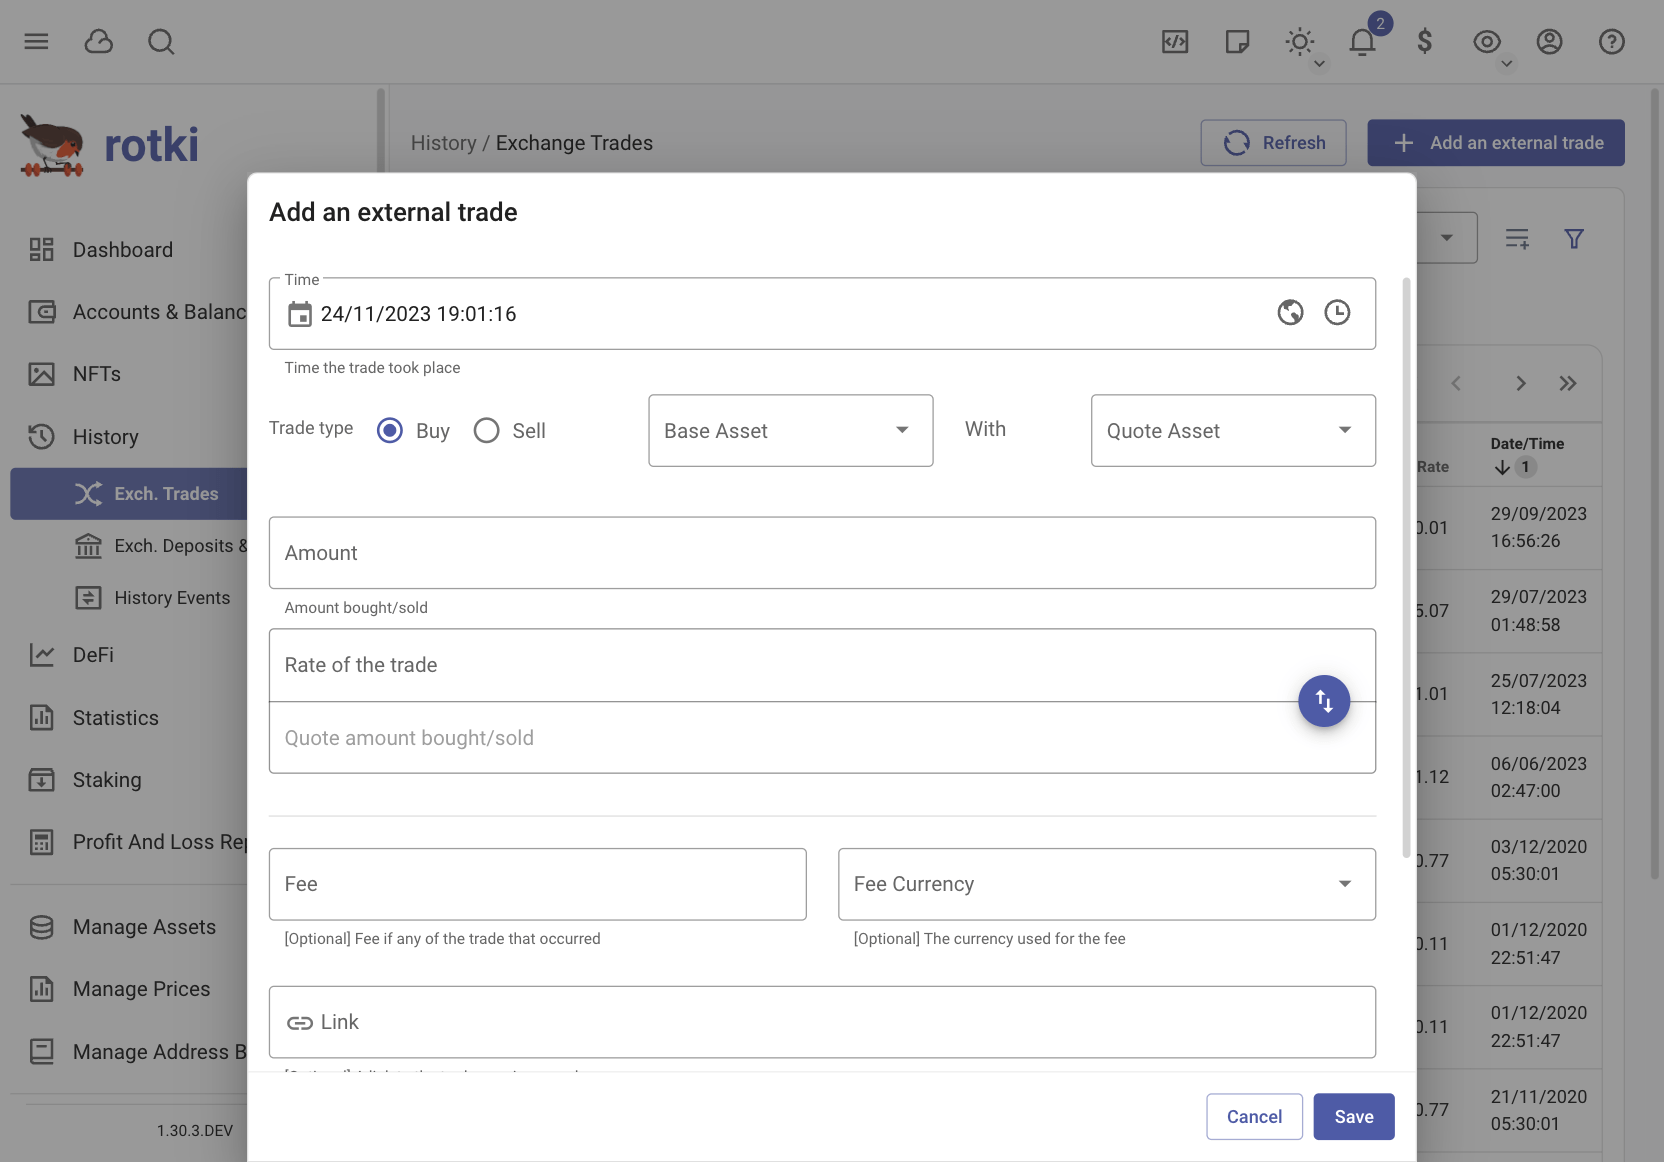 2
rotki
History / Exchange Trades
Refresh
Add an external trade
Add an external trade
Dashboard
Accounts & Balanc
NFTs
History
Exch. Trades
Exch. Deposits &
History Events
DeFi
Statistics
Staking
Profit And Loss Rep
Manage Assets
Manage Prices
Manage Address B
1.30.3.DEV
Time
24/11/2023 19:01:16
Time the trade took place
Trade type
Buy
Sell
Base Asset
With
Quote Asset
Amount
Amount bought/sold
Rate of the trade
Quote amount bought/sold
Fee
[Optional] Fee if any of the trade that occurred
Fee Currency
[Optional] The currency used for the fee
Link
Cancel
Save
Rate
Date/Time
1
0.01
29/09/2023
16:56:26
5.07
29/07/2023
01:48:58
1.01
25/07/2023
12:18:04
1.12
06/06/2023
02:47:00
0.77
03/12/2020
05:30:01
0.11
01/12/2020
22:51:47
0.11
01/12/2020
22:51:47
0.77
21/11/2020
05:30:01